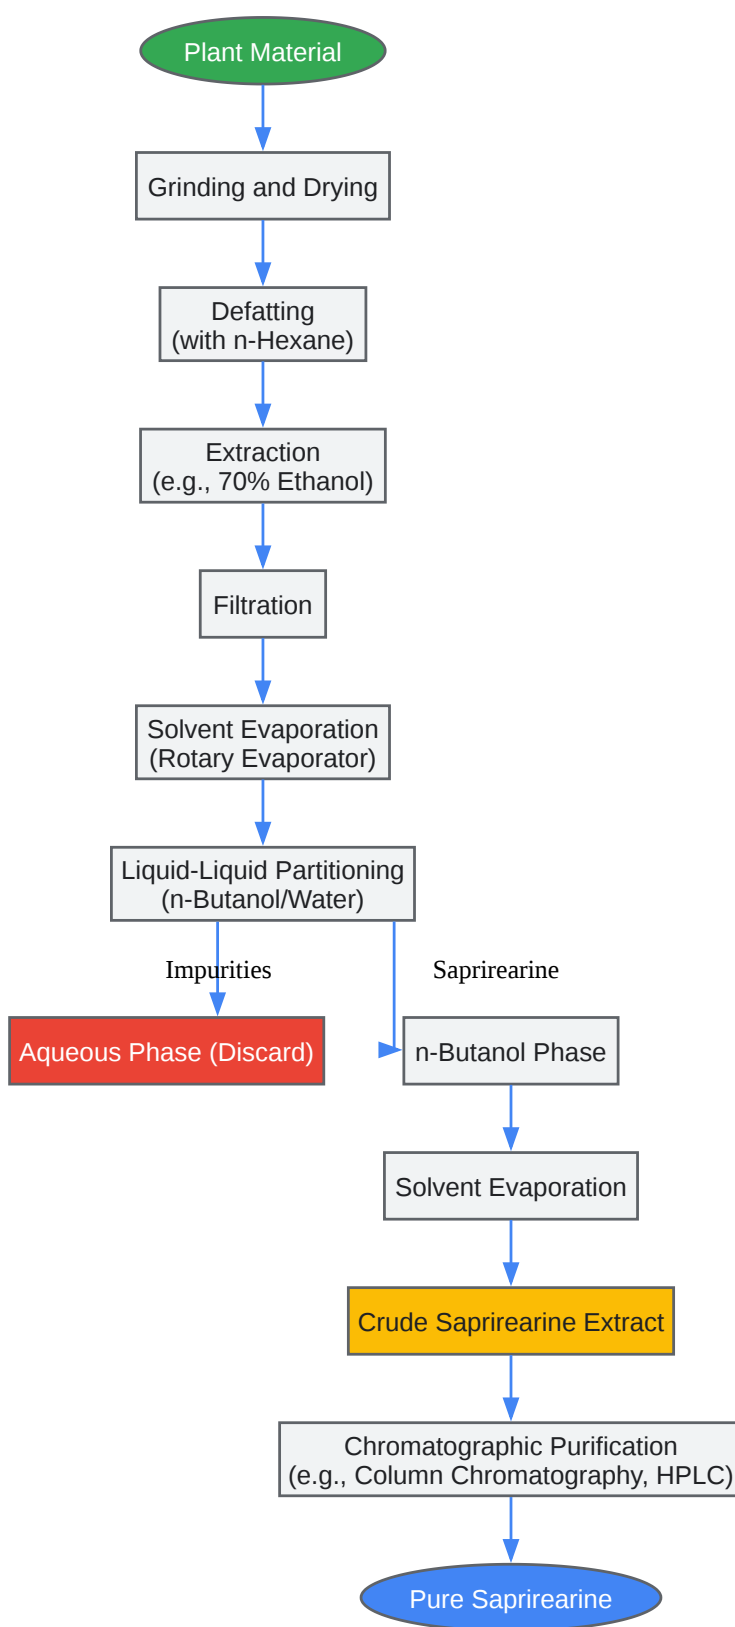 Plant Material
Grinding and Drying
Defatting
(with n-Hexane)
Extraction
(e.g., 70% Ethanol)
Filtration
Solvent Evaporation
(Rotary Evaporator)
Liquid-Liquid Partitioning
(n-Butanol/Water)
Impurities
Saprirearine
Aqueous Phase (Discard)
n-Butanol Phase
Solvent Evaporation
Crude Saprirearine Extract
Chromatographic Purification
(e.g., Column Chromatography, HPLC)
Pure Saprirearine